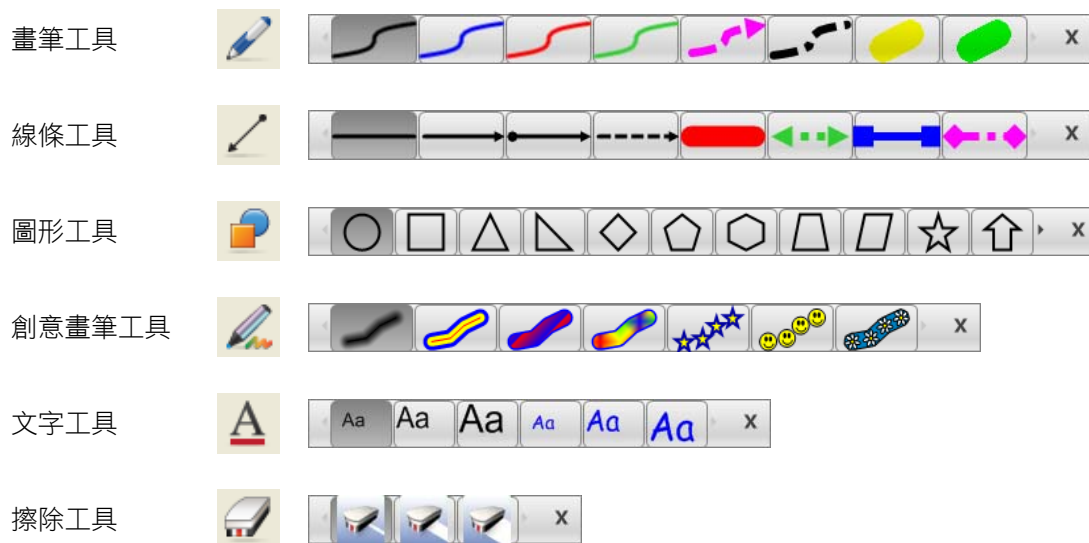 畫筆工具 X
線條工具 X
圖形工具 X
創意畫筆工具 X
文字工具 A Aa Aa Aa Aa Aa Aa X
擦除工具 X